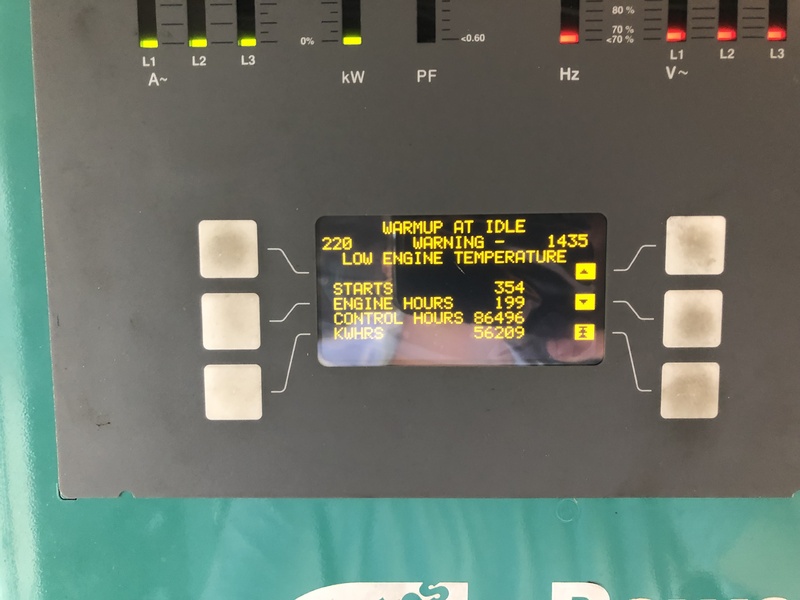 80 %
70 %
0% <0.60 <70 %
L1 L2 L3 L1 L2 L3
A~ kW PF Hz V~
WARMUP AT IDLE
220 WARNING - 1435
LOW ENGINE TEMPERATURE
STARTS 354
ENGINE HOURS 199
CONTROL HOURS 86496
KWHRS 56209